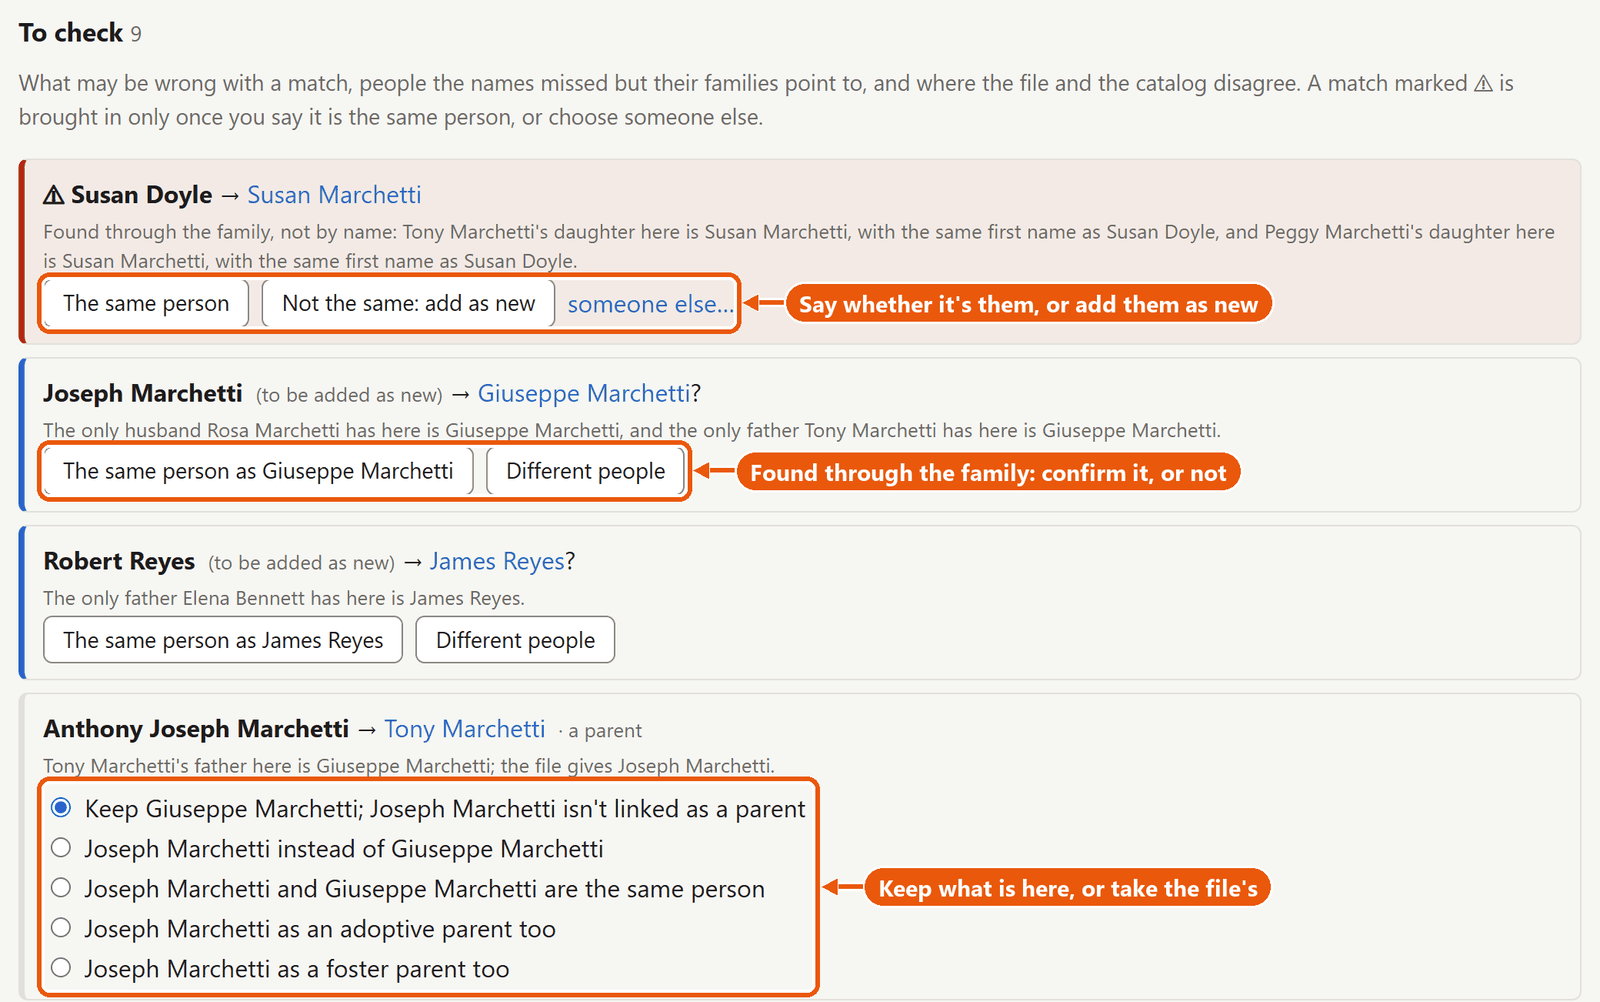 To check 9
What may be wrong with a match, people the names missed but their families point to, and where the file and the catalog disagree. A match marked ⚠ is
brought in only once you say it is the same person, or choose someone else.
⚠ Susan Doyle → Susan Marchetti
Found through the family, not by name: Tony Marchetti's daughter here is Susan Marchetti, with the same first name as Susan Doyle, and Peggy Marchetti's daughter here
is Susan Marchetti, with the same first name as Susan Doyle.
The same person Not the same: add as new someone else... Say whether it's them, or add them as new
Joseph Marchetti (to be added as new) → Giuseppe Marchetti?
The only husband Rosa Marchetti has here is Giuseppe Marchetti, and the only father Tony Marchetti has here is Giuseppe Marchetti.
The same person as Giuseppe Marchetti Different people Found through the family: confirm it, or not
Robert Reyes (to be added as new) → James Reyes?
The only father Elena Bennett has here is James Reyes.
The same person as James Reyes Different people
Anthony Joseph Marchetti → Tony Marchetti · a parent
Tony Marchetti's father here is Giuseppe Marchetti; the file gives Joseph Marchetti.
Keep Giuseppe Marchetti; Joseph Marchetti isn't linked as a parent
Joseph Marchetti instead of Giuseppe Marchetti
Joseph Marchetti and Giuseppe Marchetti are the same person Keep what is here, or take the file's
Joseph Marchetti as an adoptive parent too
Joseph Marchetti as a foster parent too